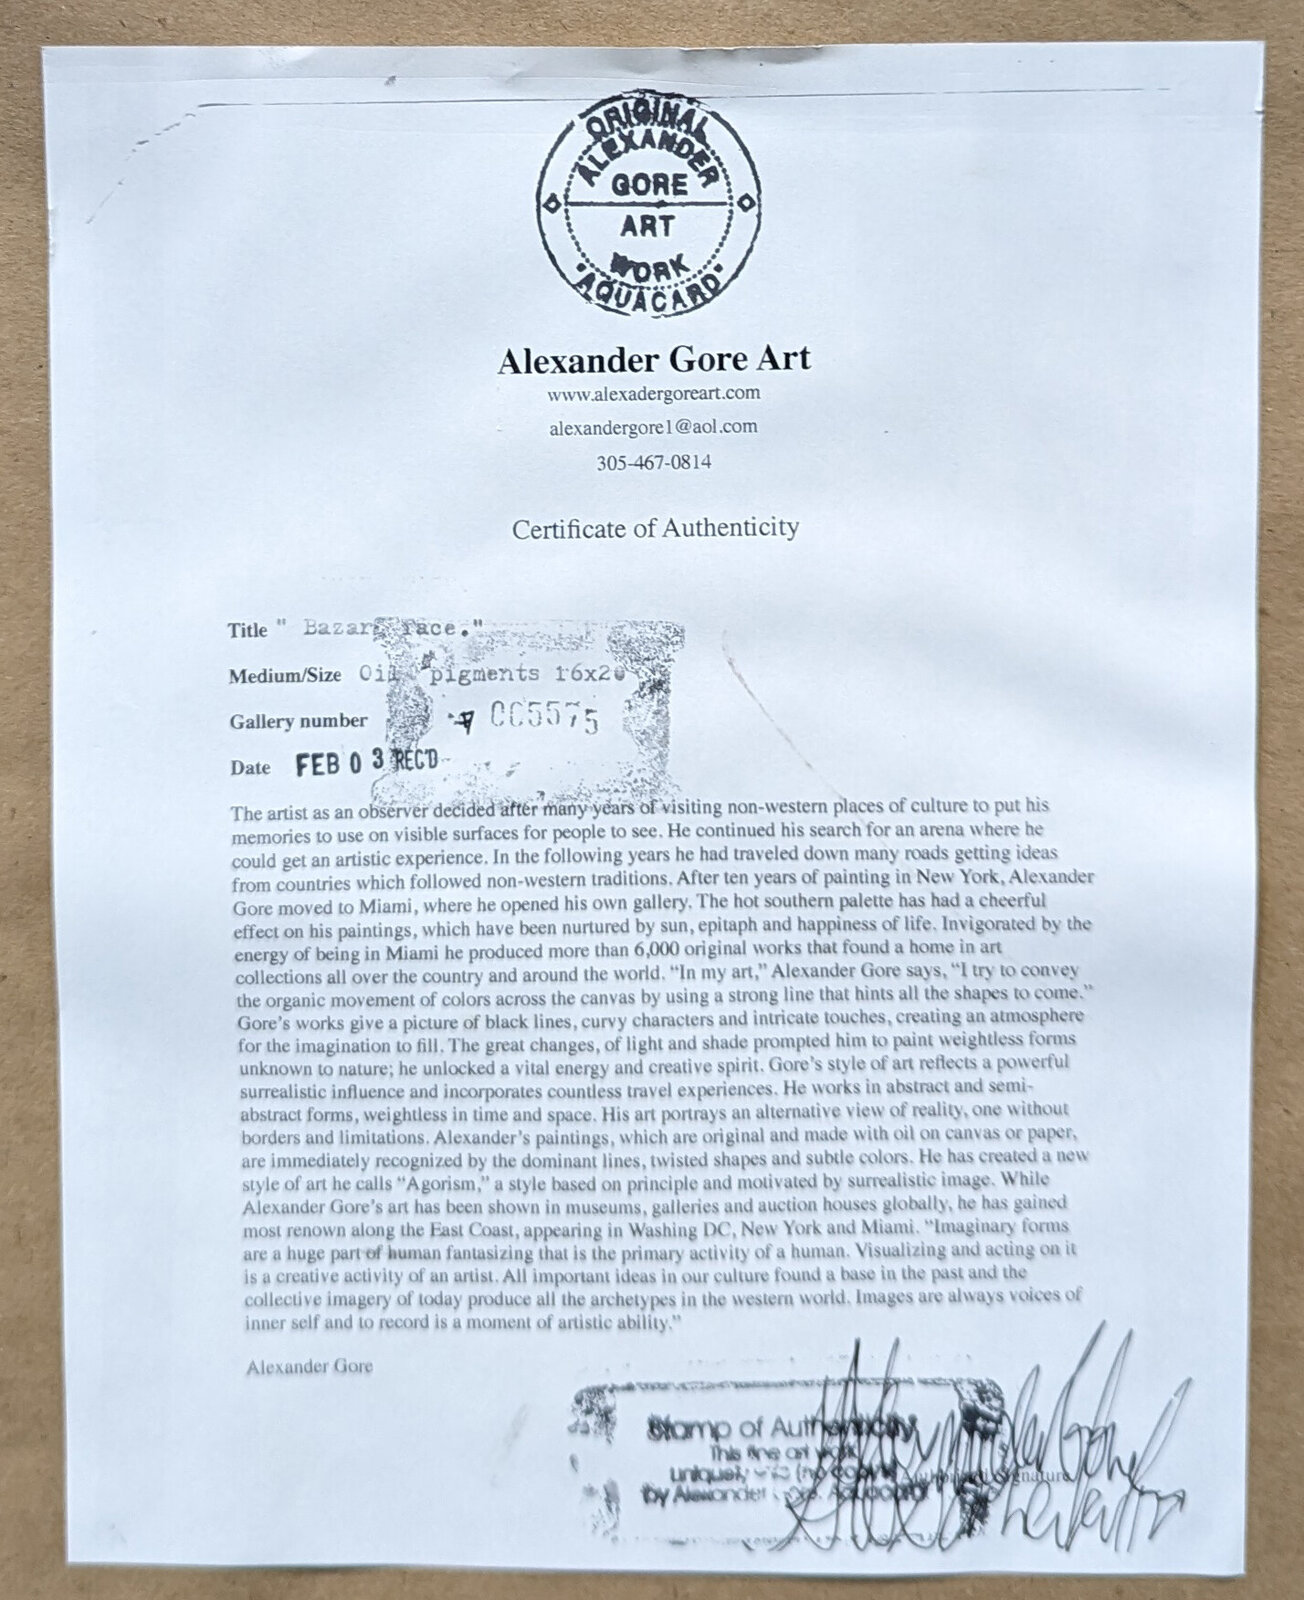 ORIGINAL
ALEXANDER
GORE
ART
WORK
"AQUACARD"
Alexander Gore Art
www.alexadergoreart.com
alexandergore1@aol.com
305-467-0814
Certificate of Authenticity
Title " Bazar face."
Medium/Size Oil pigments 16x20
Gallery number 005575
Date FEB 03 REC'D
The artist as an observer decided after many years of visiting non-western places of culture to put his
memories to use on visible surfaces for people to see. He continued his search for an arena where he
could get an artistic experience. In the following years he had traveled down many roads getting ideas
from countries which followed non-western traditions. After ten years of painting in New York, Alexander
Gore moved to Miami, where he opened his own gallery. The hot southern palette has had a cheerful
effect on his paintings, which have been nurtured by sun, epitaph and happiness of life. Invigorated by the
energy of being in Miami he produced more than 6,000 original works that found a home in art
collections all over the country and around the world. “In my art,” Alexander Gore says, “I try to convey
the organic movement of colors across the canvas by using a strong line that hints all the shapes to come.”
Gore’s works give a picture of black lines, curvy characters and intricate touches, creating an atmosphere
for the imagination to fill. The great changes, of light and shade prompted him to paint weightless forms
unknown to nature; he unlocked a vital energy and creative spirit. Gore’s style of art reflects a powerful
surrealistic influence and incorporates countless travel experiences. He works in abstract and semi-
abstract forms, weightless in time and space. His art portrays an alternative view of reality, one without
borders and limitations. Alexander’s paintings, which are original and made with oil on canvas or paper,
are immediately recognized by the dominant lines, twisted shapes and subtle colors. He has created a new
style of art he calls “Agorism,” a style based on principle and motivated by surrealistic image. While
Alexander Gore’s art has been shown in museums, galleries and auction houses globally, he has gained
most renown along the East Coast, appearing in Washing DC, New York and Miami. “Imaginary forms
are a huge part of human fantasizing that is the primary activity of a human. Visualizing and acting on it
is a creative activity of an artist. All important ideas in our culture found a base in the past and the
collective imagery of today produce all the archetypes in the western world. Images are always voices of
inner self and to record is a moment of artistic ability.”
Alexander Gore
Stamp of Authenticity
This fine art work
uniquely (no copy)
by Alexander Gore. Aquacard
Signature